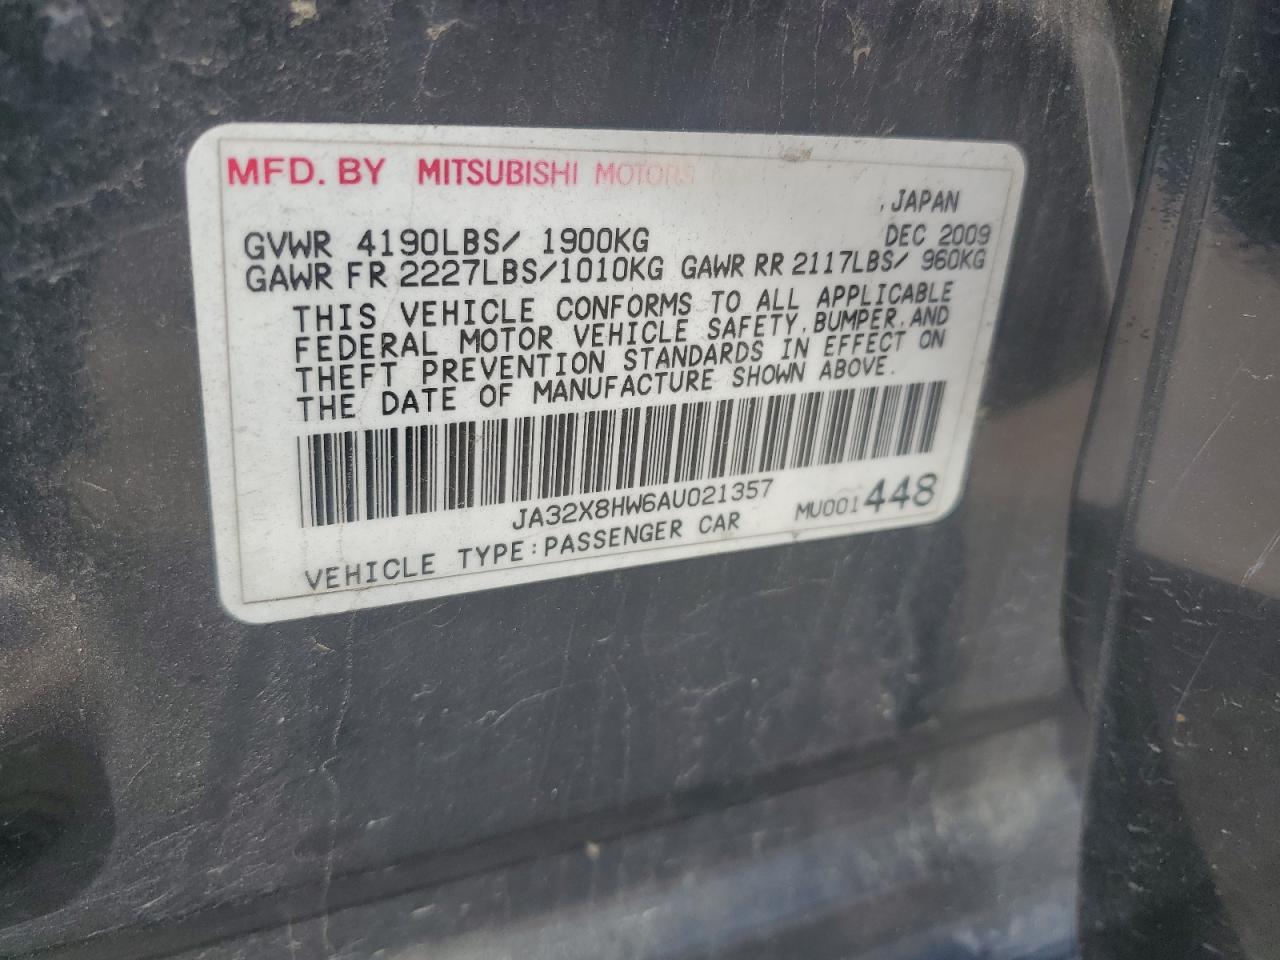 MFD. BY MITSUBISHI MOTORS
, JAPAN
GVWR 4190LBS/ 1900KG DEC 2009
GAWR FR 2227LBS/1010KG GAWR RR 2117LBS/ 960KG
THIS VEHICLE CONFORMS TO ALL APPLICABLE
FEDERAL MOTOR VEHICLE SAFETY, BUMPER, AND
THEFT PREVENTION STANDARDS IN EFFECT ON
THE DATE OF MANUFACTURE SHOWN ABOVE.
JA32X8HW6AU021357
VEHICLE TYPE:PASSENGER CAR MU001448